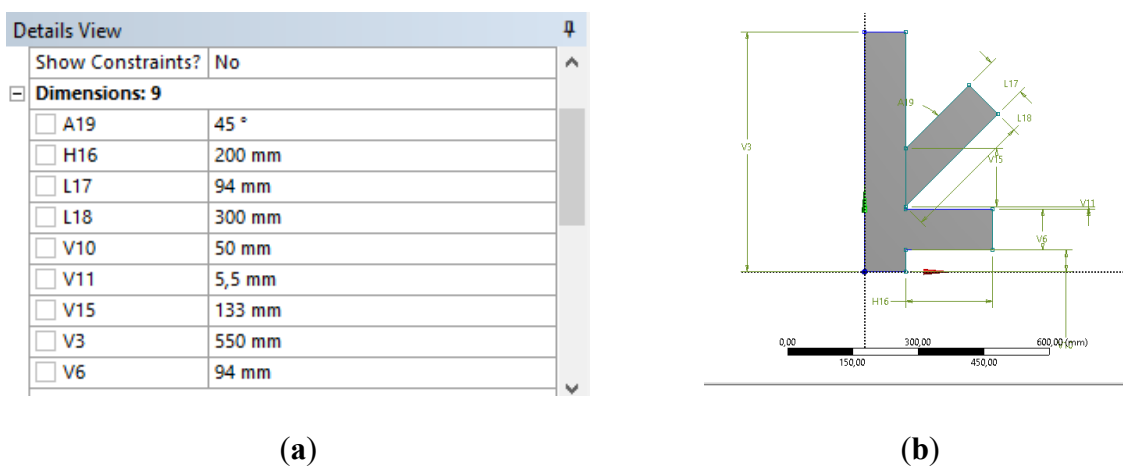 Details View
Show Constraints? No
Dimensions: 9
A19 45 °
H16 200 mm
L17 94 mm
L18 300 mm
V10 50 mm
V11 5,5 mm
V15 133 mm
V3 550 mm
V6 94 mm
L17
A19
L18
V3
V15
V11
V6
H16
V10
0,00 300,00 600,00 (mm)
150,00 450,00
(a) (b)